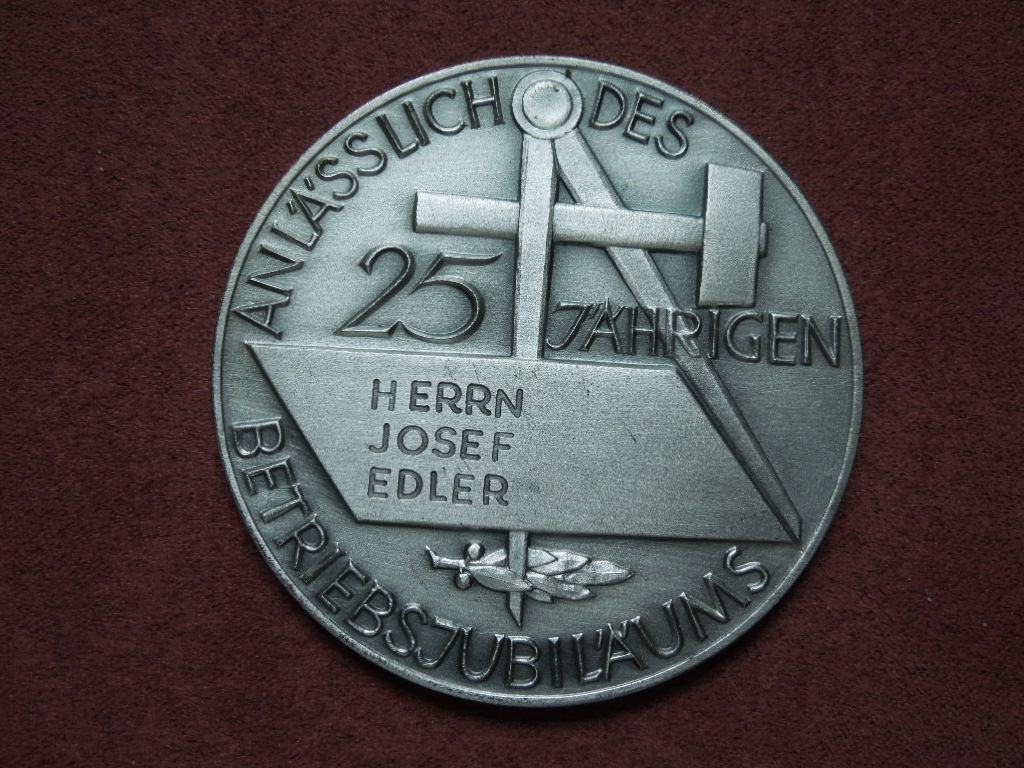 ANLÄSSLICH DES
25 JÄHRIGEN
HERRN
JOSEF
EDLER
BETRIEBSJUBILÄUMS